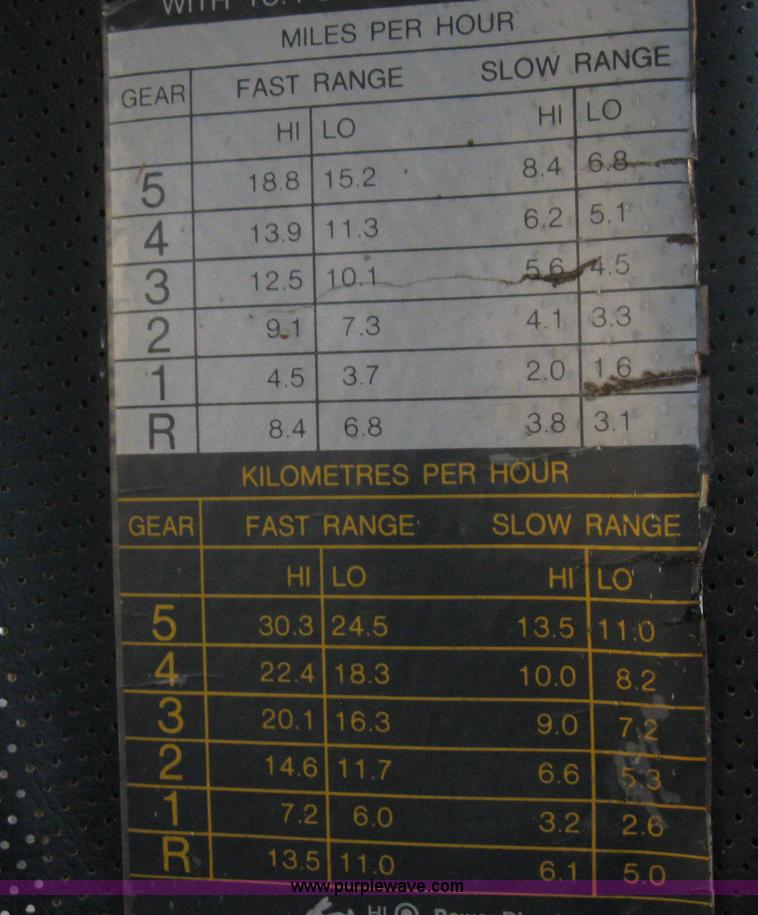 WITH
MILES PER HOUR
GEAR FAST RANGE SLOW RANGE
HI LO HI LO
5 18.8 15.2 8.4 6.8
4 13.9 11.3 6.2 5.1
3 12.5 10.1 5.6 4.5
2 9.1 7.3 4.1 3.3
1 4.5 3.7 2.0 1.6
R 8.4 6.8 3.8 3.1
KILOMETRES PER HOUR
GEAR FAST RANGE SLOW RANGE
HI LO HI LO
5 30.3 24.5 13.5 11.0
4 22.4 18.3 10.0 8.2
3 20.1 16.3 9.0 7.2
2 14.6 11.7 6.6 5.3
1 7.2 6.0 3.2 2.6
R 13.5 11.0 6.1 5.0
www.purplewave.com
HI